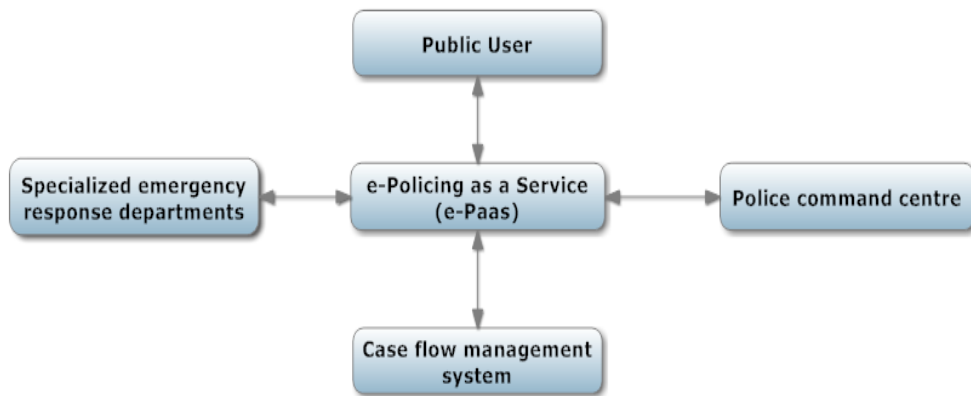 Public User
Specialized emergency
response departments
e-Policing as a Service
(e-Paas)
Police command centre
Case flow management
system